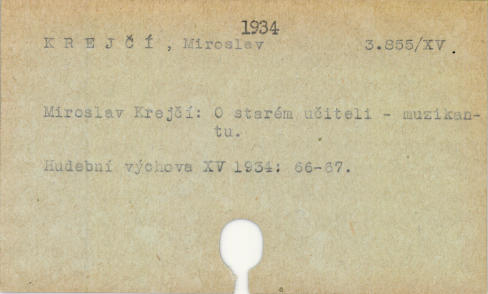 1934
K R E J Č Í , Miroslav 3.855/XV
Miroslav Krejčí: O starém učiteli - muzikan-
tu.
Hudební výchova XV 1934: 66-67.